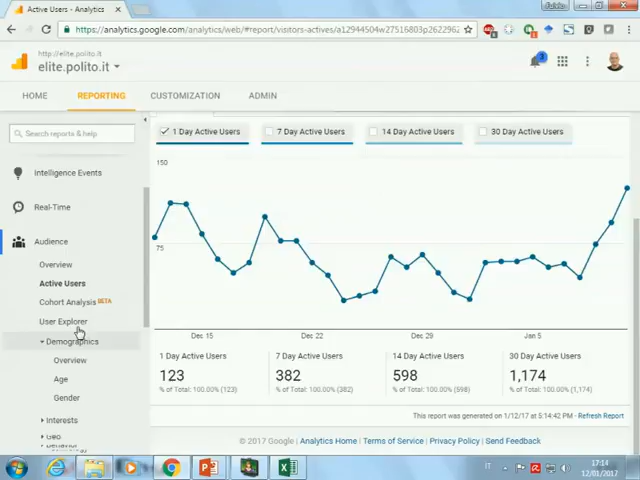 Active Users - Analytics
https://analytics.google.com/analytics/web/#report/visitors-actives/a12944504w27516803p2622962
http://elite.polito.it
elite.polito.it
3
HOME
REPORTING
CUSTOMIZATION
ADMIN
Search reports & help
Intelligence Events
Real-Time
Audience
Overview
Active Users
Cohort Analysis BETA
User Explorer
Demographics
Overview
Age
Gender
Interests
Geo
Behavior
1 Day Active Users
7 Day Active Users
14 Day Active Users
30 Day Active Users
150
75
Dec 15
Dec 22
Dec 29
Jan 5
1 Day Active Users
123
% of Total: 100.00% (123)
7 Day Active Users
382
% of Total: 100.00% (382)
14 Day Active Users
598
% of Total: 100.00% (598)
30 Day Active Users
1,174
% of Total: 100.00% (1,174)
This report was generated on 1/12/17 at 5:14:42 PM - Refresh Report
© 2017 Google | Analytics Home | Terms of Service | Privacy Policy | Send Feedback
IT
17:14
12/01/2017